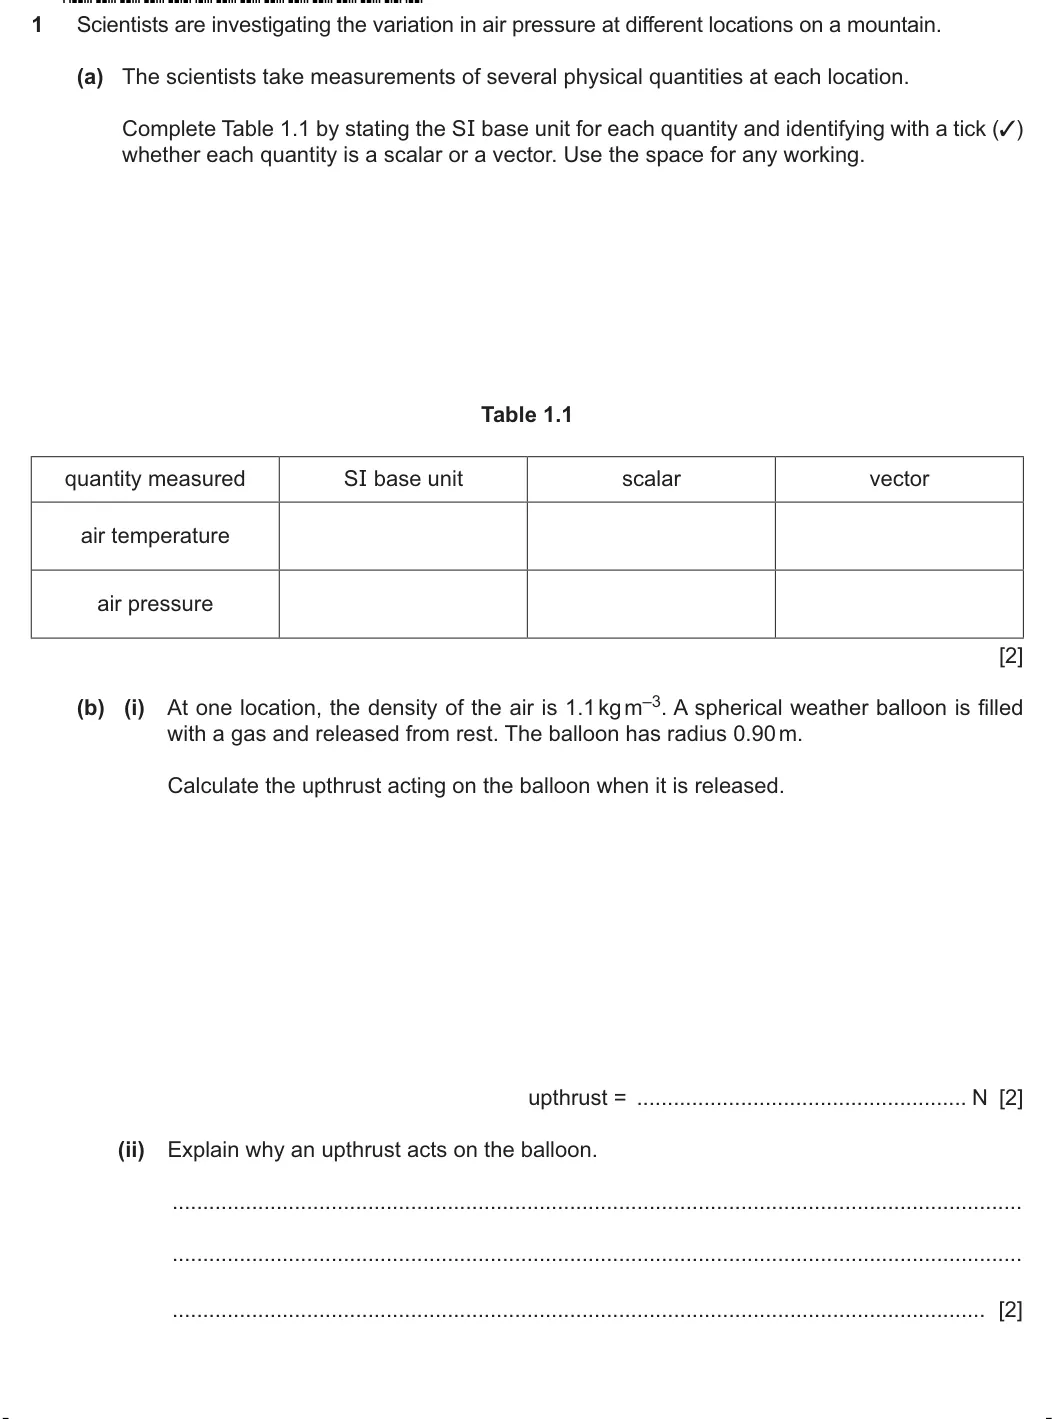 1 Scientists are investigating the variation in air pressure at different locations on a mountain.
(a) The scientists take measurements of several physical quantities at each location.
Complete Table 1.1 by stating the SI base unit for each quantity and identifying with a tick (✓)
whether each quantity is a scalar or a vector. Use the space for any working.
Table 1.1
quantity measured SI base unit scalar vector
air temperature
air pressure
[2]
(b) (i) At one location, the density of the air is 1.1 kg m⁻³. A spherical weather balloon is filled
with a gas and released from rest. The balloon has radius 0.90 m.
Calculate the upthrust acting on the balloon when it is released.
upthrust = ...................................................... N [2]
(ii) Explain why an upthrust acts on the balloon.
...........................................................................................................................................
...........................................................................................................................................
..................................................................................................................................... [2]